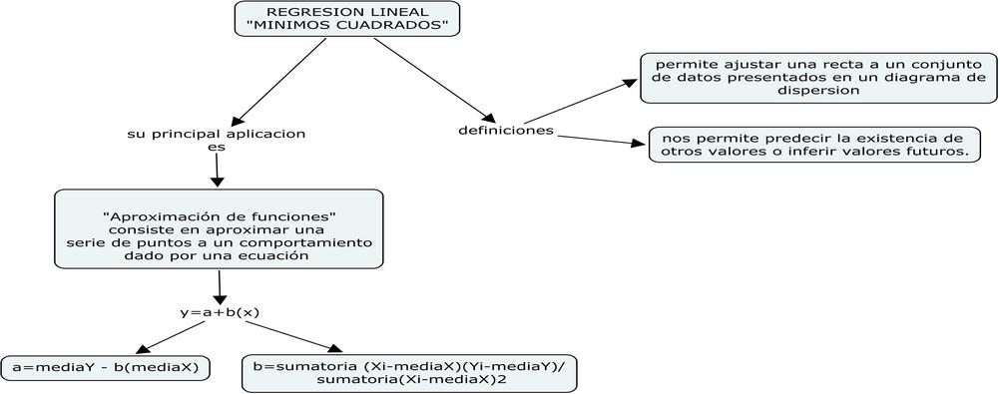 REGRESION LINEAL
"MINIMOS CUADRADOS"
permite ajustar una recta a un conjunto
de datos presentados en un diagrama de
dispersion
su principal aplicacion
es
definiciones
nos permite predecir la existencia de
otros valores o inferir valores futuros.
"Aproximación de funciones"
consiste en aproximar una
serie de puntos a un comportamiento
dado por una ecuación
y=a+b(x)
a=mediaY - b(mediaX)
b=sumatoria (Xi-mediaX)(Yi-mediaY)/
sumatoria(Xi-mediaX)2